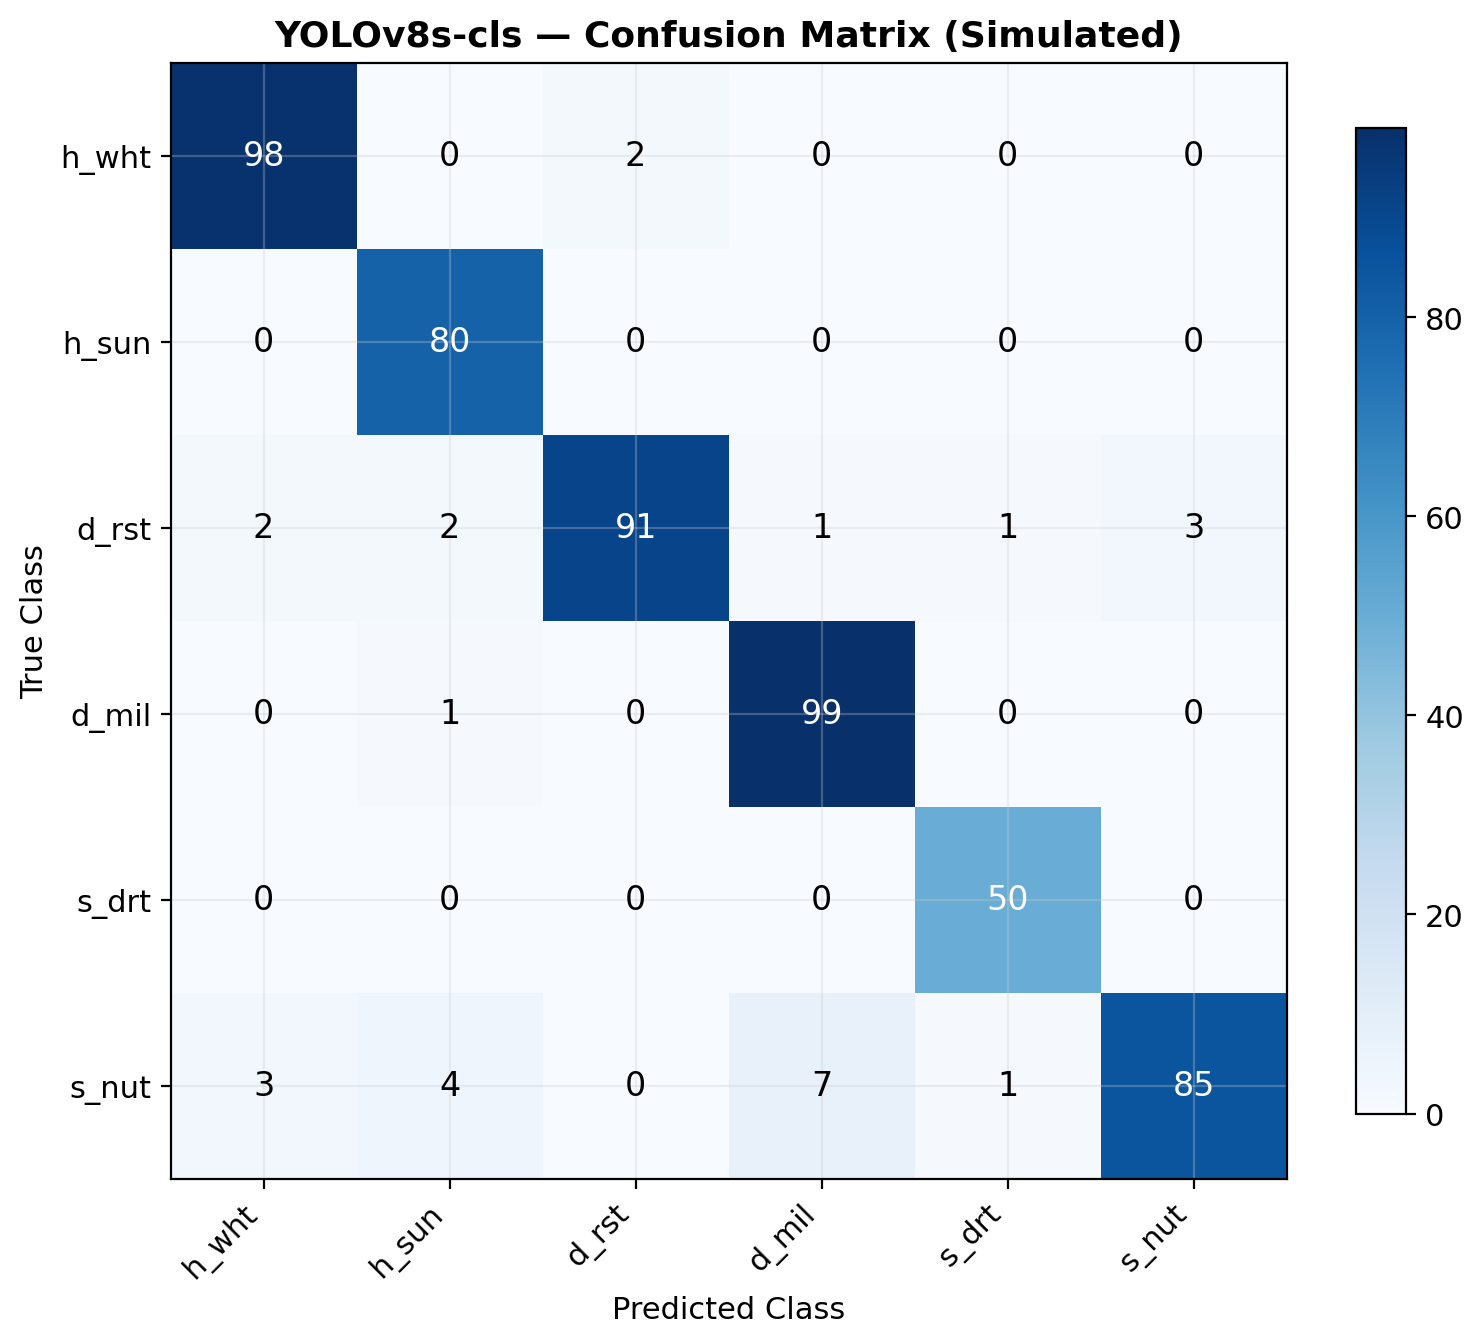 YOLOv8s-cls — Confusion Matrix (Simulated)
h_wht 98 0 2 0 0 0
h_sun 0 80 0 0 0 0
d_rst 2 2 91 1 1 3
d_mil 0 1 0 99 0 0
s_drt 0 0 0 0 50 0
s_nut 3 4 0 7 1 85
h_wht h_sun d_rst d_mil s_drt s_nut
Predicted Class
True Class
80
60
40
20
0